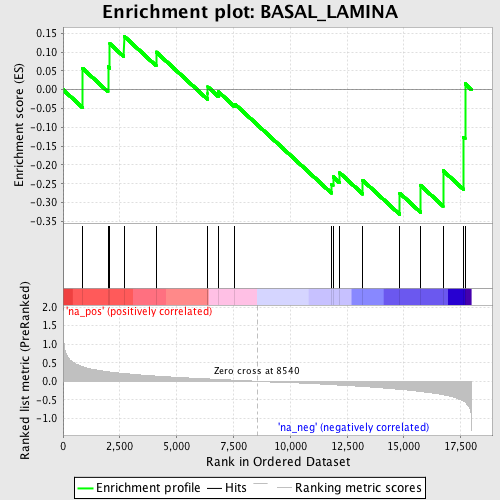 Enrichment plot: BASAL_LAMINA
Enrichment score (ES)
0.15
0.10
0.05
0.00
-0.05
-0.10
-0.15
-0.20
-0.25
-0.30
-0.35
'na_pos' (positively correlated)
Ranked list metric (PreRanked)
2.0
1.5
1.0
0.5
0.0
-0.5
-1.0
Zero cross at 8540
'na_neg' (negatively correlated)
0
2,500
5,000
7,500
10,000
12,500
15,000
17,500
Rank in Ordered Dataset
Enrichment profile
Hits
Ranking metric scores